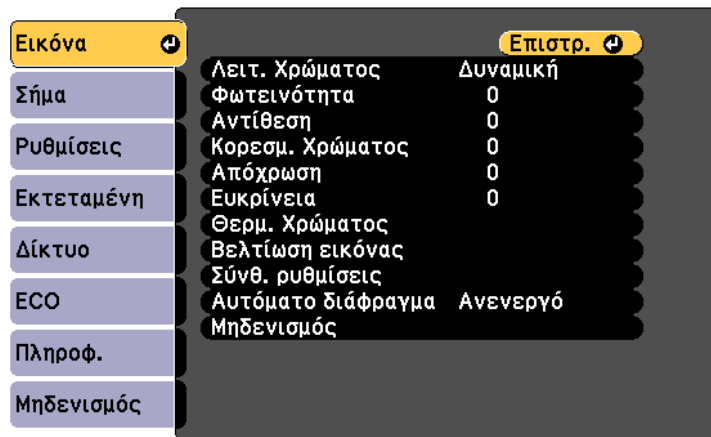 Εικόνα
Σήμα
Ρυθμίσεις
Εκτεταμένη
Δίκτυο
ECO
Πληροφ.
Μηδενισμός
Επιστρ.
Λειτ. Χρώματος Δυναμική
Φωτεινότητα 0
Αντίθεση 0
Κορεσμ. Χρώματος 0
Απόχρωση 0
Ευκρίνεια 0
Θερμ. Χρώματος
Βελτίωση εικόνας
Σύνθ. ρυθμίσεις
Αυτόματο διάφραγμα Ανενεργό
Μηδενισμός